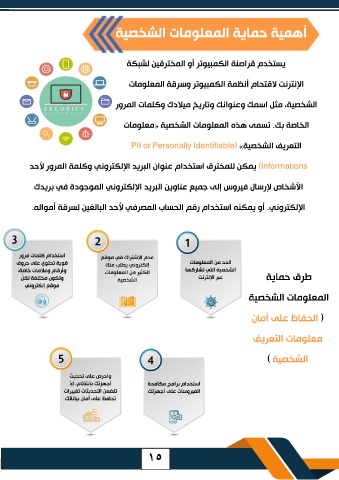 أهمية حماية المعلومات الشخصية
يستخدم قراصنة الكمبيوتر أو المخترقين لشبكة
الإنترنت لاقتحام أنظمة الكمبيوتر وسرقة المعلومات
الشخصية، مثل اسمك وعنوانك وتاريخ ميلادك وكلمات المرور
الخاصة بك. تسمى هذه المعلومات الشخصية «معلومات
التعريف الشخصية» (PII or Personally Identifiable
Informations) يمكن للمخترق استخدام عنوان البريد الإلكتروني وكلمة المرور لأحد
الأشخاص لإرسال فيروس إلى جميع عناوين البريد الإلكتروني الموجودة في بريدك
الإلكتروني. أو يمكنه استخدام رقم الحساب المصرفي لأحد البالغين لسرقة أمواله.
SECURITY
طرق حماية
المعلومات الشخصية
( الحفاظ على أمان
معلومات التعريف
الشخصية )
1
الحد من المعلومات
الشخصية التي تشاركها
عبر الإنترنت
2
عدم الاشتراك في موقع
إلكتروني يطلب منك
الكثير من المعلومات
الشخصية
3
استخدام كلمات مرور
قوية تحتوي على حروف
وأرقام وعلامات خاصة،
وتكون مختلفة لكل
موقع إلكتروني
4
استخدام برامج مكافحة
الفيروسات على أجهزتك
5
واحرص على تحديث
أجهزتك بانتظام، إذ
تتضمن التحديثات تغييرات
تحافظ على أمان بياناتك
١٥